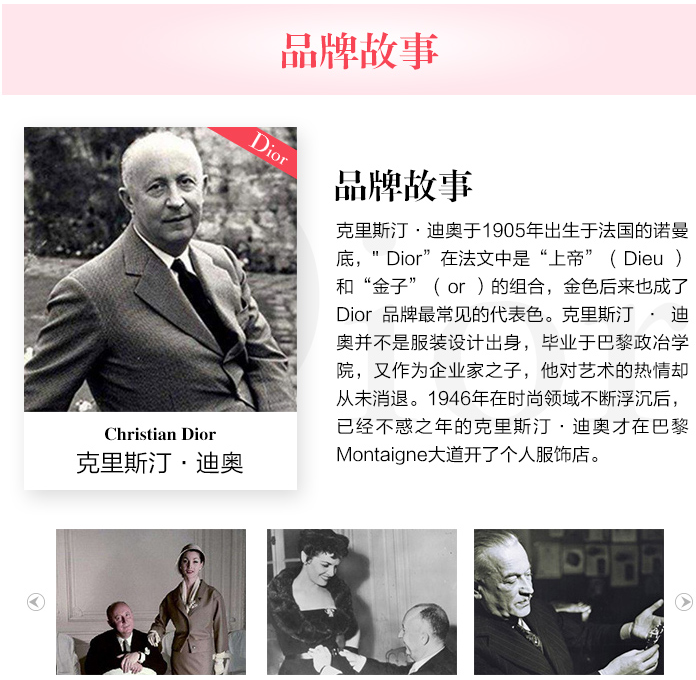 品牌故事
Dior
Christian Dior
克里斯汀·迪奥
品牌故事
克里斯汀·迪奥于1905年出生于法国的诺曼
底，" Dior”在法文中是“上帝”（ Dieu ）
和“金子”（ or ）的组合，金色后来也成了
Dior 品牌最常见的代表色。克里斯汀 · 迪
奥并不是服装设计出身，毕业于巴黎政冶学
院，又作为企业家之子，他对艺术的热情却
从未消退。1946年在时尚领域不断浮沉后，
已经不惑之年的克里斯汀·迪奥才在巴黎
Montaigne大道开了个人服饰店。
Dior